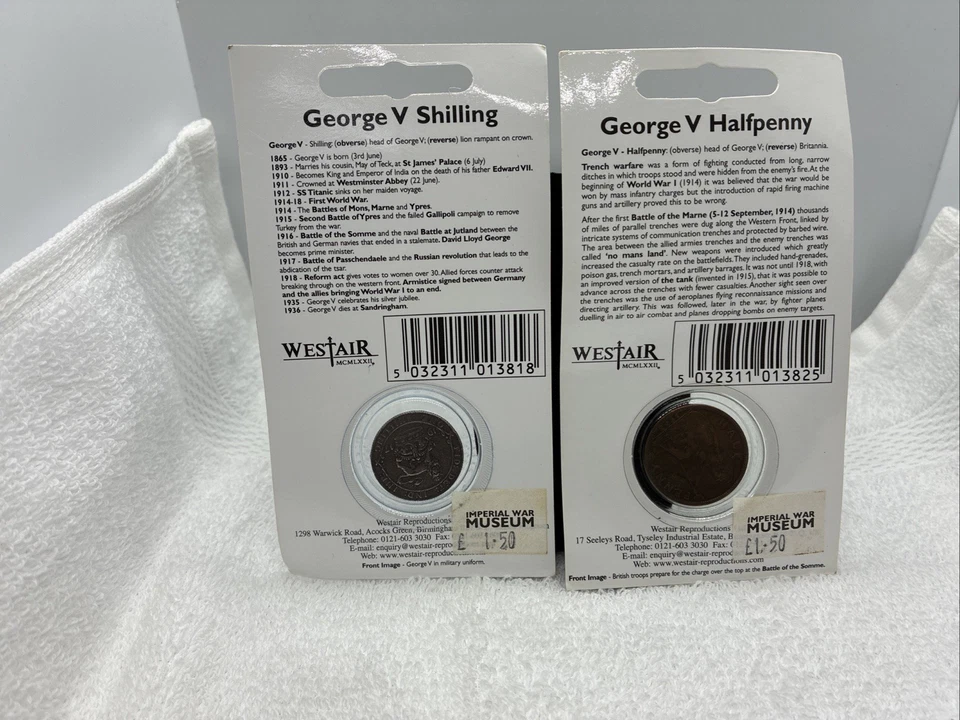 George V Shilling
George V - Shilling: (obverse) head of George V; (reverse) lion rampant on crown.
1865 - George V is born (3rd June)
1893 - Marries his cousin, May of Teck, at St James' Palace (6 July)
1910 - Becomes King and Emperor of India on the death of his father Edward VII.
1911 - Crowned at Westminster Abbey (22 June).
1912 - SS Titanic sinks on her maiden voyage.
1914-18 - First World War.
1914 - The Battles of Mons, Marne and Ypres.
1915 - Second Battle of Ypres and the failed Gallipoli campaign to remove
Turkey from the war.
1916 - Battle of the Somme and the naval Battle at Jutland between the
British and German navies that ended in a stalemate. David Lloyd George
becomes prime minister.
1917 - Battle of Passchendaele and the Russian revolution that leads to the
abdication of the tsar.
1918 - Reform act gives votes to women over 30. Allied forces counter attack
breaking through on the western front. Armistice signed between Germany
and the allies bringing World War I to an end.
1935 - George V celebrates his silver jubilee.
1936 - George V dies at Sandringham.
WESTAIR
MCMLXXII
5 032311 013818
Westair Reproductions
1298 Warwick Road, Acocks Green, Birmingha
Telephone: 0121-603 3030 Fax:
E-mail: enquiry@westair-repro
Web: www.westair-reproduc
IMPERIAL WAR
MUSEUM
£ 1.50
Front Image - George V in military uniform.
George V Halfpenny
George V - Halfpenny: (obverse) head of George V; (reverse) Britannia.
Trench warfare was a form of fighting conducted from long, narrow
ditches in which troops stood and were hidden from the enemy's fire. At the
beginning of World War I (1914) it was believed that the war would be
won by mass infantry charges but the introduction of rapid firing machine
guns and artillery proved this to be wrong.
After the first Battle of the Marne (5-12 September, 1914) thousands
of miles of parallel trenches were dug along the Western Front, linked by
intricate systems of communication trenches and protected by barbed wire.
The area between the allied armies trenches and the enemy trenches was
called 'no mans land'. New weapons were introduced which greatly
increased the casualty rate on the battlefields. They included hand-grenades,
poison gas, trench mortars, and artillery barrages. It was not until 1918, with
an improved version of the tank (invented in 1915), that it was possible to
advance across the trenches with fewer casualties. Another sight seen over
the trenches was the use of aeroplanes flying reconnaissance missions and
directing artillery. This was followed, later in the war, by fighter planes
duelling in air to air combat and planes dropping bombs on enemy targets.
WESTAIR
MCMLXXII
5 032311 013825
Westair Reproductions
17 Seeleys Road, Tyseley Industrial Estate, B
Telephone: 0121-603 3030 Fax: (
E-mail: enquiry@westair-reproc
Web: www.westair-reproductions.com
IMPERIAL WAR
MUSEUM
£1.50
Front Image - British troops prepare for the charge over the top at the Battle of the Somme.